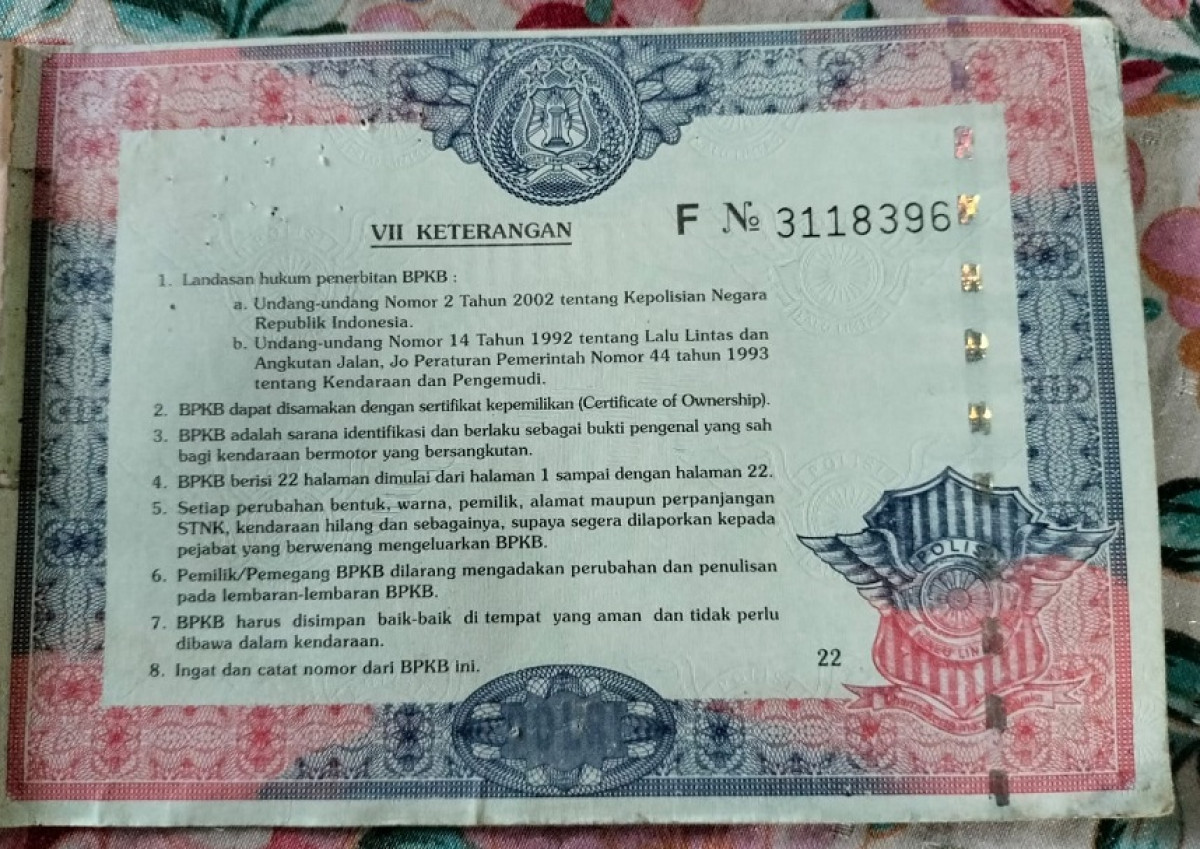 VII KETERANGAN
F № 3118396
1. Landasan hukum penerbitan BPKB :
a. Undang-undang Nomor 2 Tahun 2002 tentang Kepolisian Negara
Republik Indonesia.
b. Undang-undang Nomor 14 Tahun 1992 tentang Lalu Lintas dan
Angkutan Jalan, Jo Peraturan Pemerintah Nomor 44 tahun 1993
tentang Kendaraan dan Pengemudi.
2. BPKB dapat disamakan dengan sertifikat kepemilikan (Certificate of Ownership).
3. BPKB adalah sarana identifikasi dan berlaku sebagai bukti pengenal yang sah
bagi kendaraan bermotor yang bersangkutan.
4. BPKB berisi 22 halaman dimulai dari halaman 1 sampai dengan halaman 22.
5. Setiap perubahan bentuk, warna, pemilik, alamat maupun perpanjangan
STNK, kendaraan hilang dan sebagainya, supaya segera dilaporkan kepada
pejabat yang berwenang mengeluarkan BPKB.
6. Pemilik/Pemegang BPKB dilarang mengadakan perubahan dan penulisan
pada lembaran-lembaran BPKB.
7. BPKB harus disimpan baik-baik di tempat yang aman dan tidak perlu
dibawa dalam kendaraan.
8. Ingat dan catat nomor dari BPKB ini.
22
POLISI